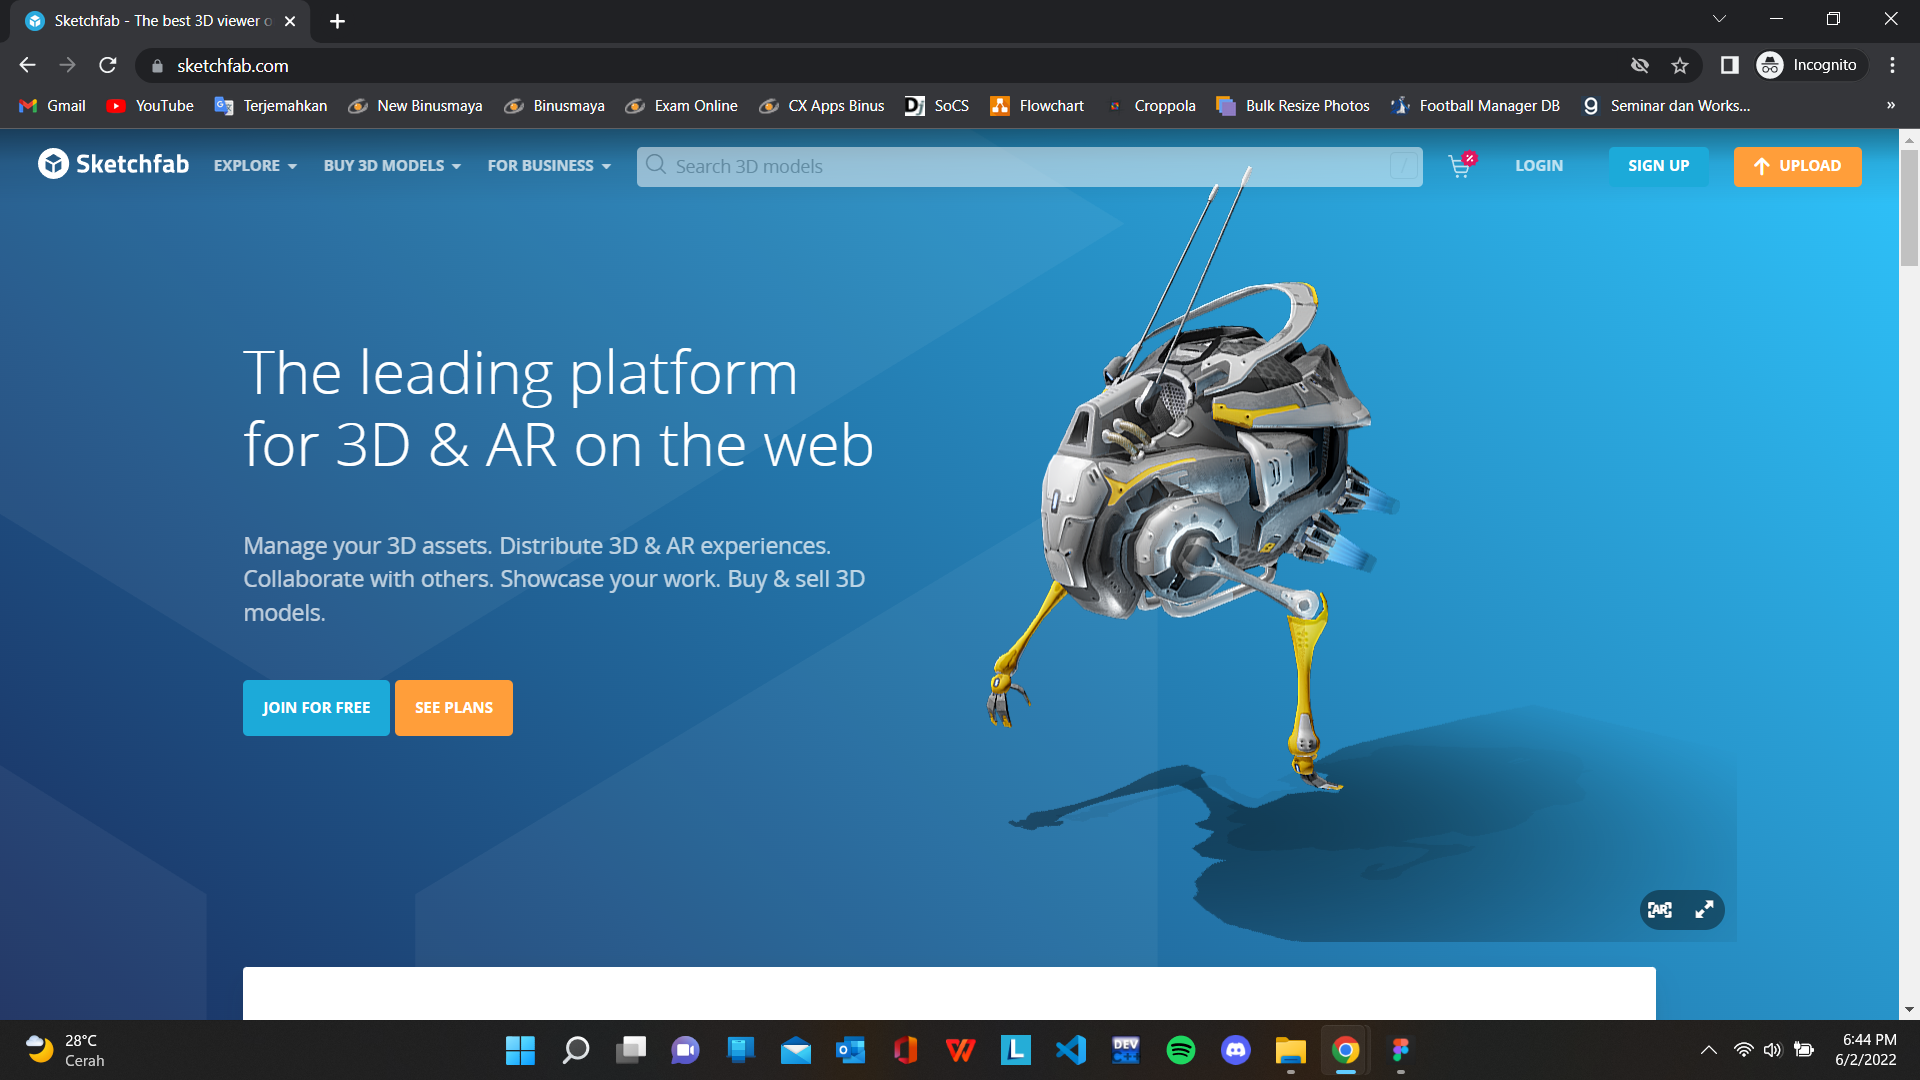 Sketchfab - The best 3D viewer o
sketchfab.com
Incognito
Gmail
YouTube
Terjemahkan
New Binusmaya
Binusmaya
Exam Online
CX Apps Binus
SoCS
Flowchart
Croppola
Bulk Resize Photos
Football Manager DB
Seminar dan Works...
»
Sketchfab
EXPLORE
BUY 3D MODELS
FOR BUSINESS
Search 3D models
/
%
LOGIN
SIGN UP
UPLOAD
The leading platform
for 3D & AR on the web
Manage your 3D assets. Distribute 3D & AR experiences.
Collaborate with others. Showcase your work. Buy & sell 3D
models.
JOIN FOR FREE
SEE PLANS
AR
28°C
Cerah
DEV
C++
6:44 PM
6/2/2022